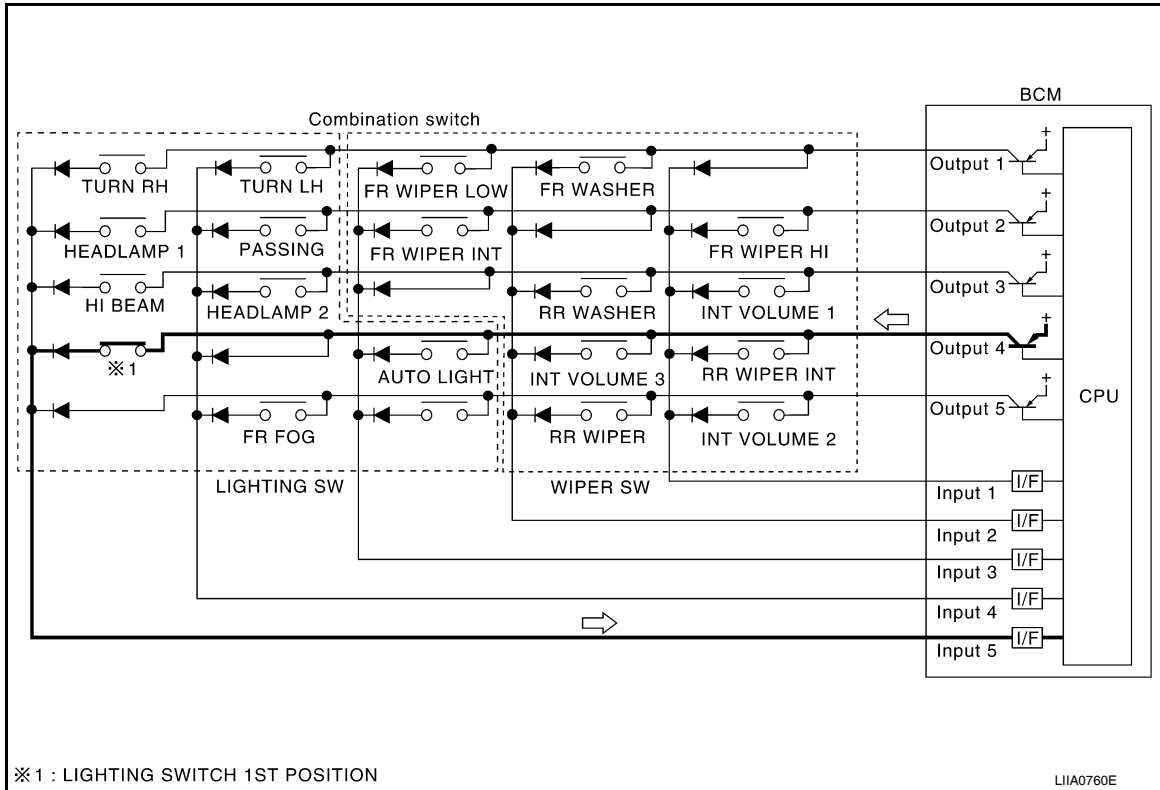 BCM
Combination switch
Output 1
TURN RH
TURN LH
FR WIPER LOW
FR WASHER
Output 2
HEADLAMP 1
PASSING
FR WIPER INT
FR WIPER HI
Output 3
HI BEAM
HEADLAMP 2
RR WASHER
INT VOLUME 1
Output 4
※1
AUTO LIGHT
INT VOLUME 3
RR WIPER INT
CPU
Output 5
FR FOG
RR WIPER
INT VOLUME 2
LIGHTING SW
WIPER SW
Input 1
I/F
Input 2
I/F
Input 3
I/F
Input 4
I/F
Input 5
I/F
+
+
+
+
+
※1 : LIGHTING SWITCH 1ST POSITION
LIIA0760E